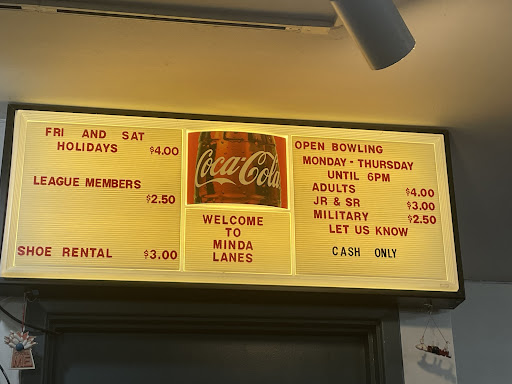 FRI AND SAT
HOLIDAYS $4.00
LEAGUE MEMBERS
$2.50
SHOE RENTAL $3.00
Coca-Cola
WELCOME
TO
MINDA
LANES
OPEN BOWLING
MONDAY - THURSDAY
UNTIL 6PM
ADULTS $4.00
JR & SR $3.00
MILITARY $2.50
LET US KNOW
CASH ONLY